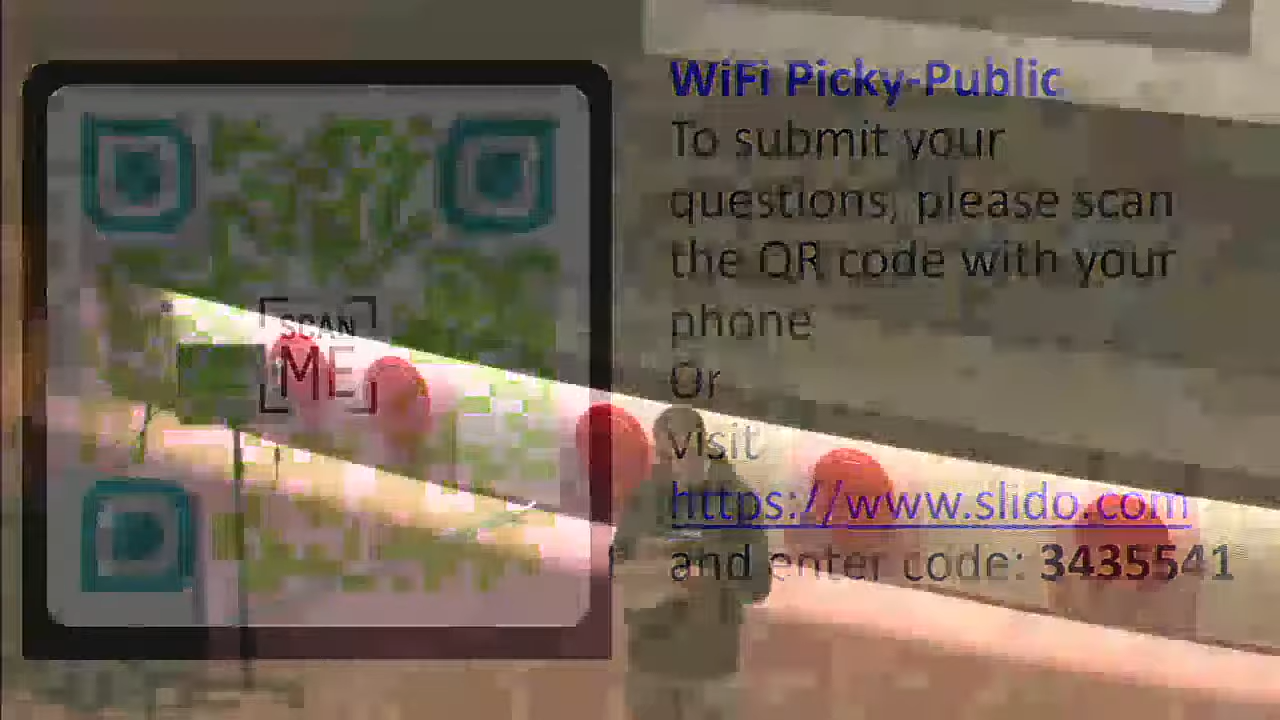 WiFi Picky-Public
To submit your
questions, please scan
the QR code with your
phone
Or
visit
https://www.slido.com
and enter code: 3435541
SCAN
ME